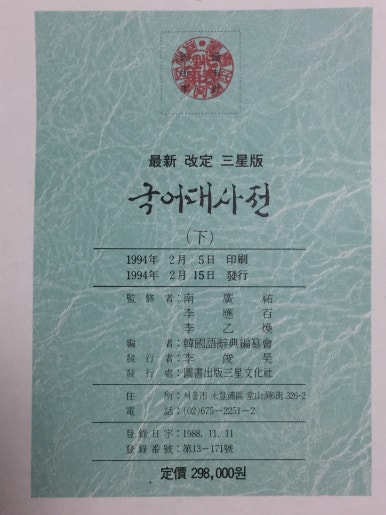 最新 改定 三星版
국어대사전
(下)
1994年 2月 5日 印刷
1994年 2月 15日 發行
監修者: 南廣祐
李應百
李乙煥
編者: 韓國語辭典編纂會
發行者: 李俊昊
發行處: 圖書出版三星文化社
住所: 서울市 永登浦區 堂山洞6街 326-2
電話: (02)675-2251~2
登錄日字: 1988. 11. 11
登錄番號: 第13-171號
定價 298,000원